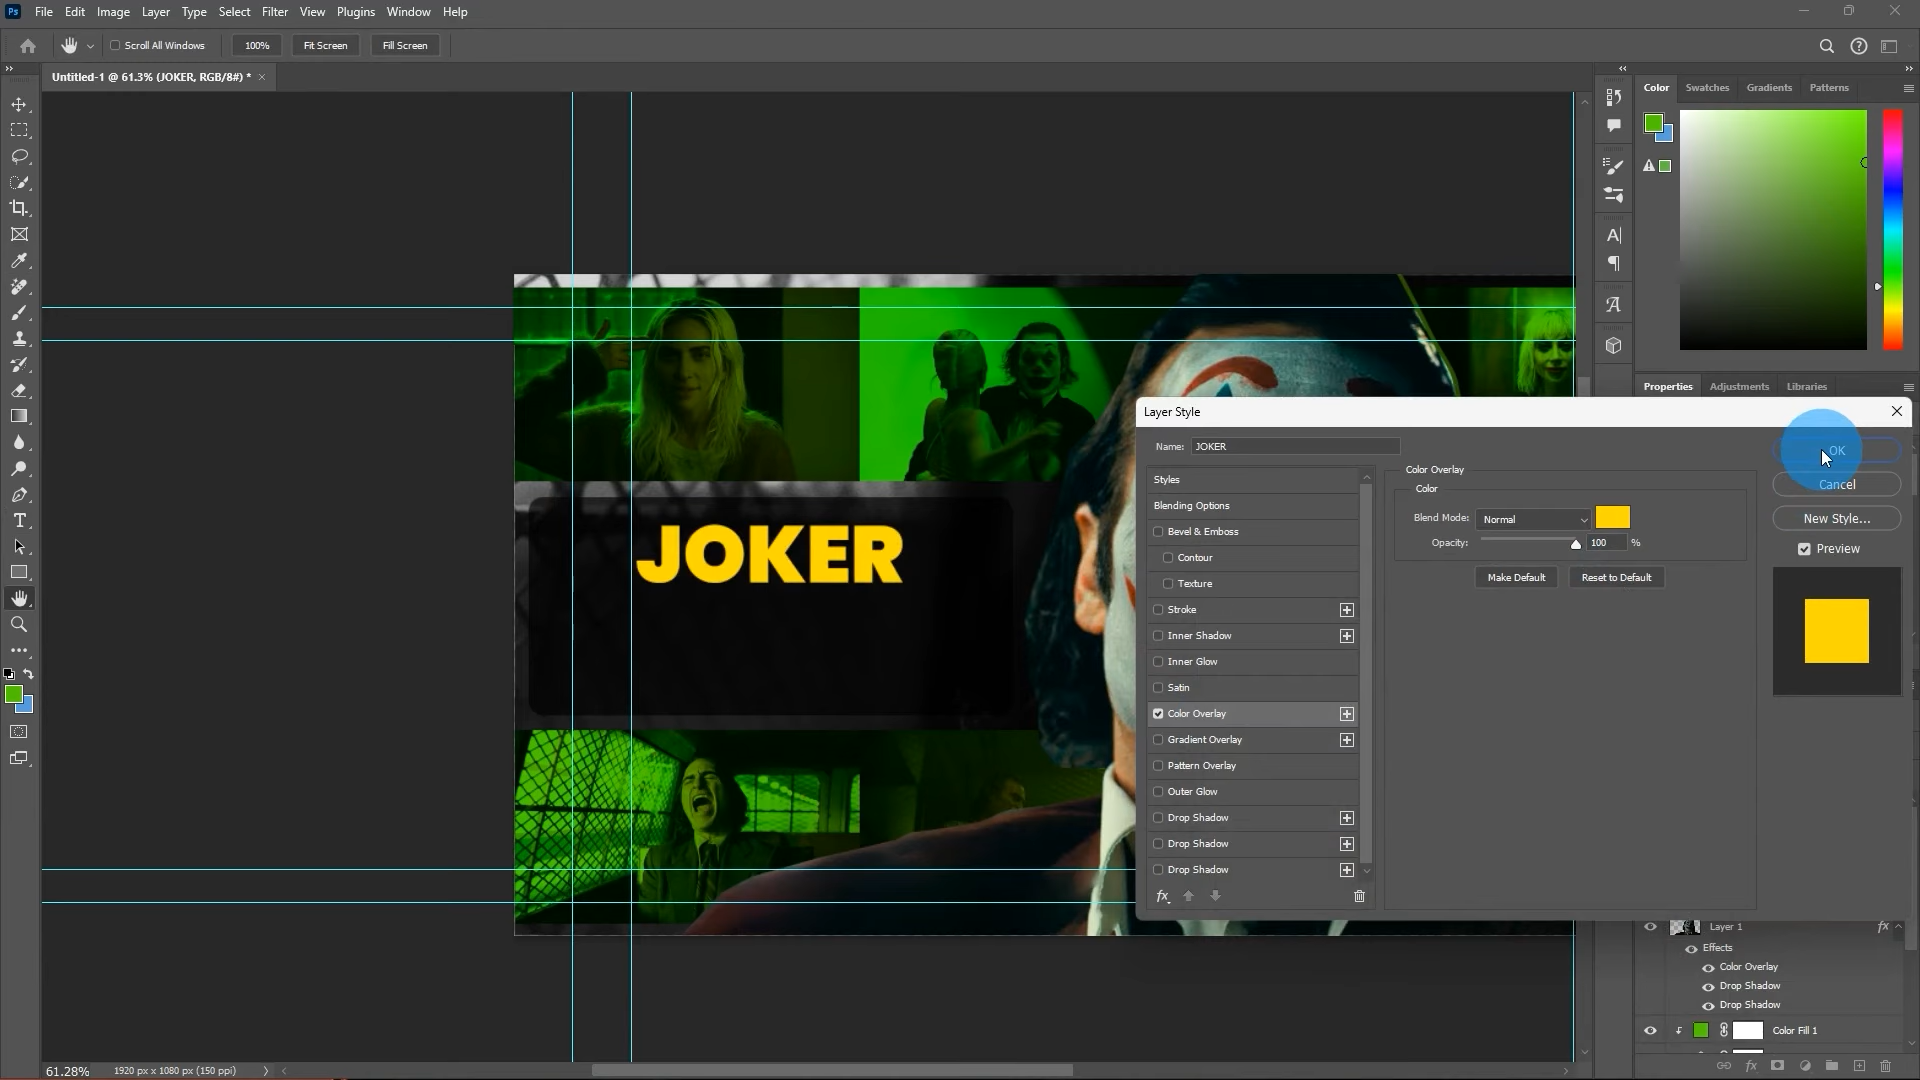 Ps File Edit Image Layer Type Select Filter View Plugins Window Help
Scroll All Windows 100% Fit Screen Fill Screen
Untitled-1 @ 61.3% (JOKER, RGB/8#) *
Color Swatches Gradients Patterns
Properties Adjustments Libraries
JOKER
Layer Style
Name: JOKER
OK
Cancel
New Style...
Preview
Styles
Blending Options
Bevel & Emboss
Contour
Texture
Stroke
Inner Shadow
Inner Glow
Satin
Color Overlay
Gradient Overlay
Pattern Overlay
Outer Glow
Drop Shadow
Drop Shadow
Drop Shadow
fx
Color Overlay
Color
Blend Mode: Normal
Opacity: 100 %
Make Default Reset to Default
Layer 1 fx
Effects
Color Overlay
Drop Shadow
Drop Shadow
Color Fill 1
fx
61.28% 1920 px x 1080 px (150 ppi)